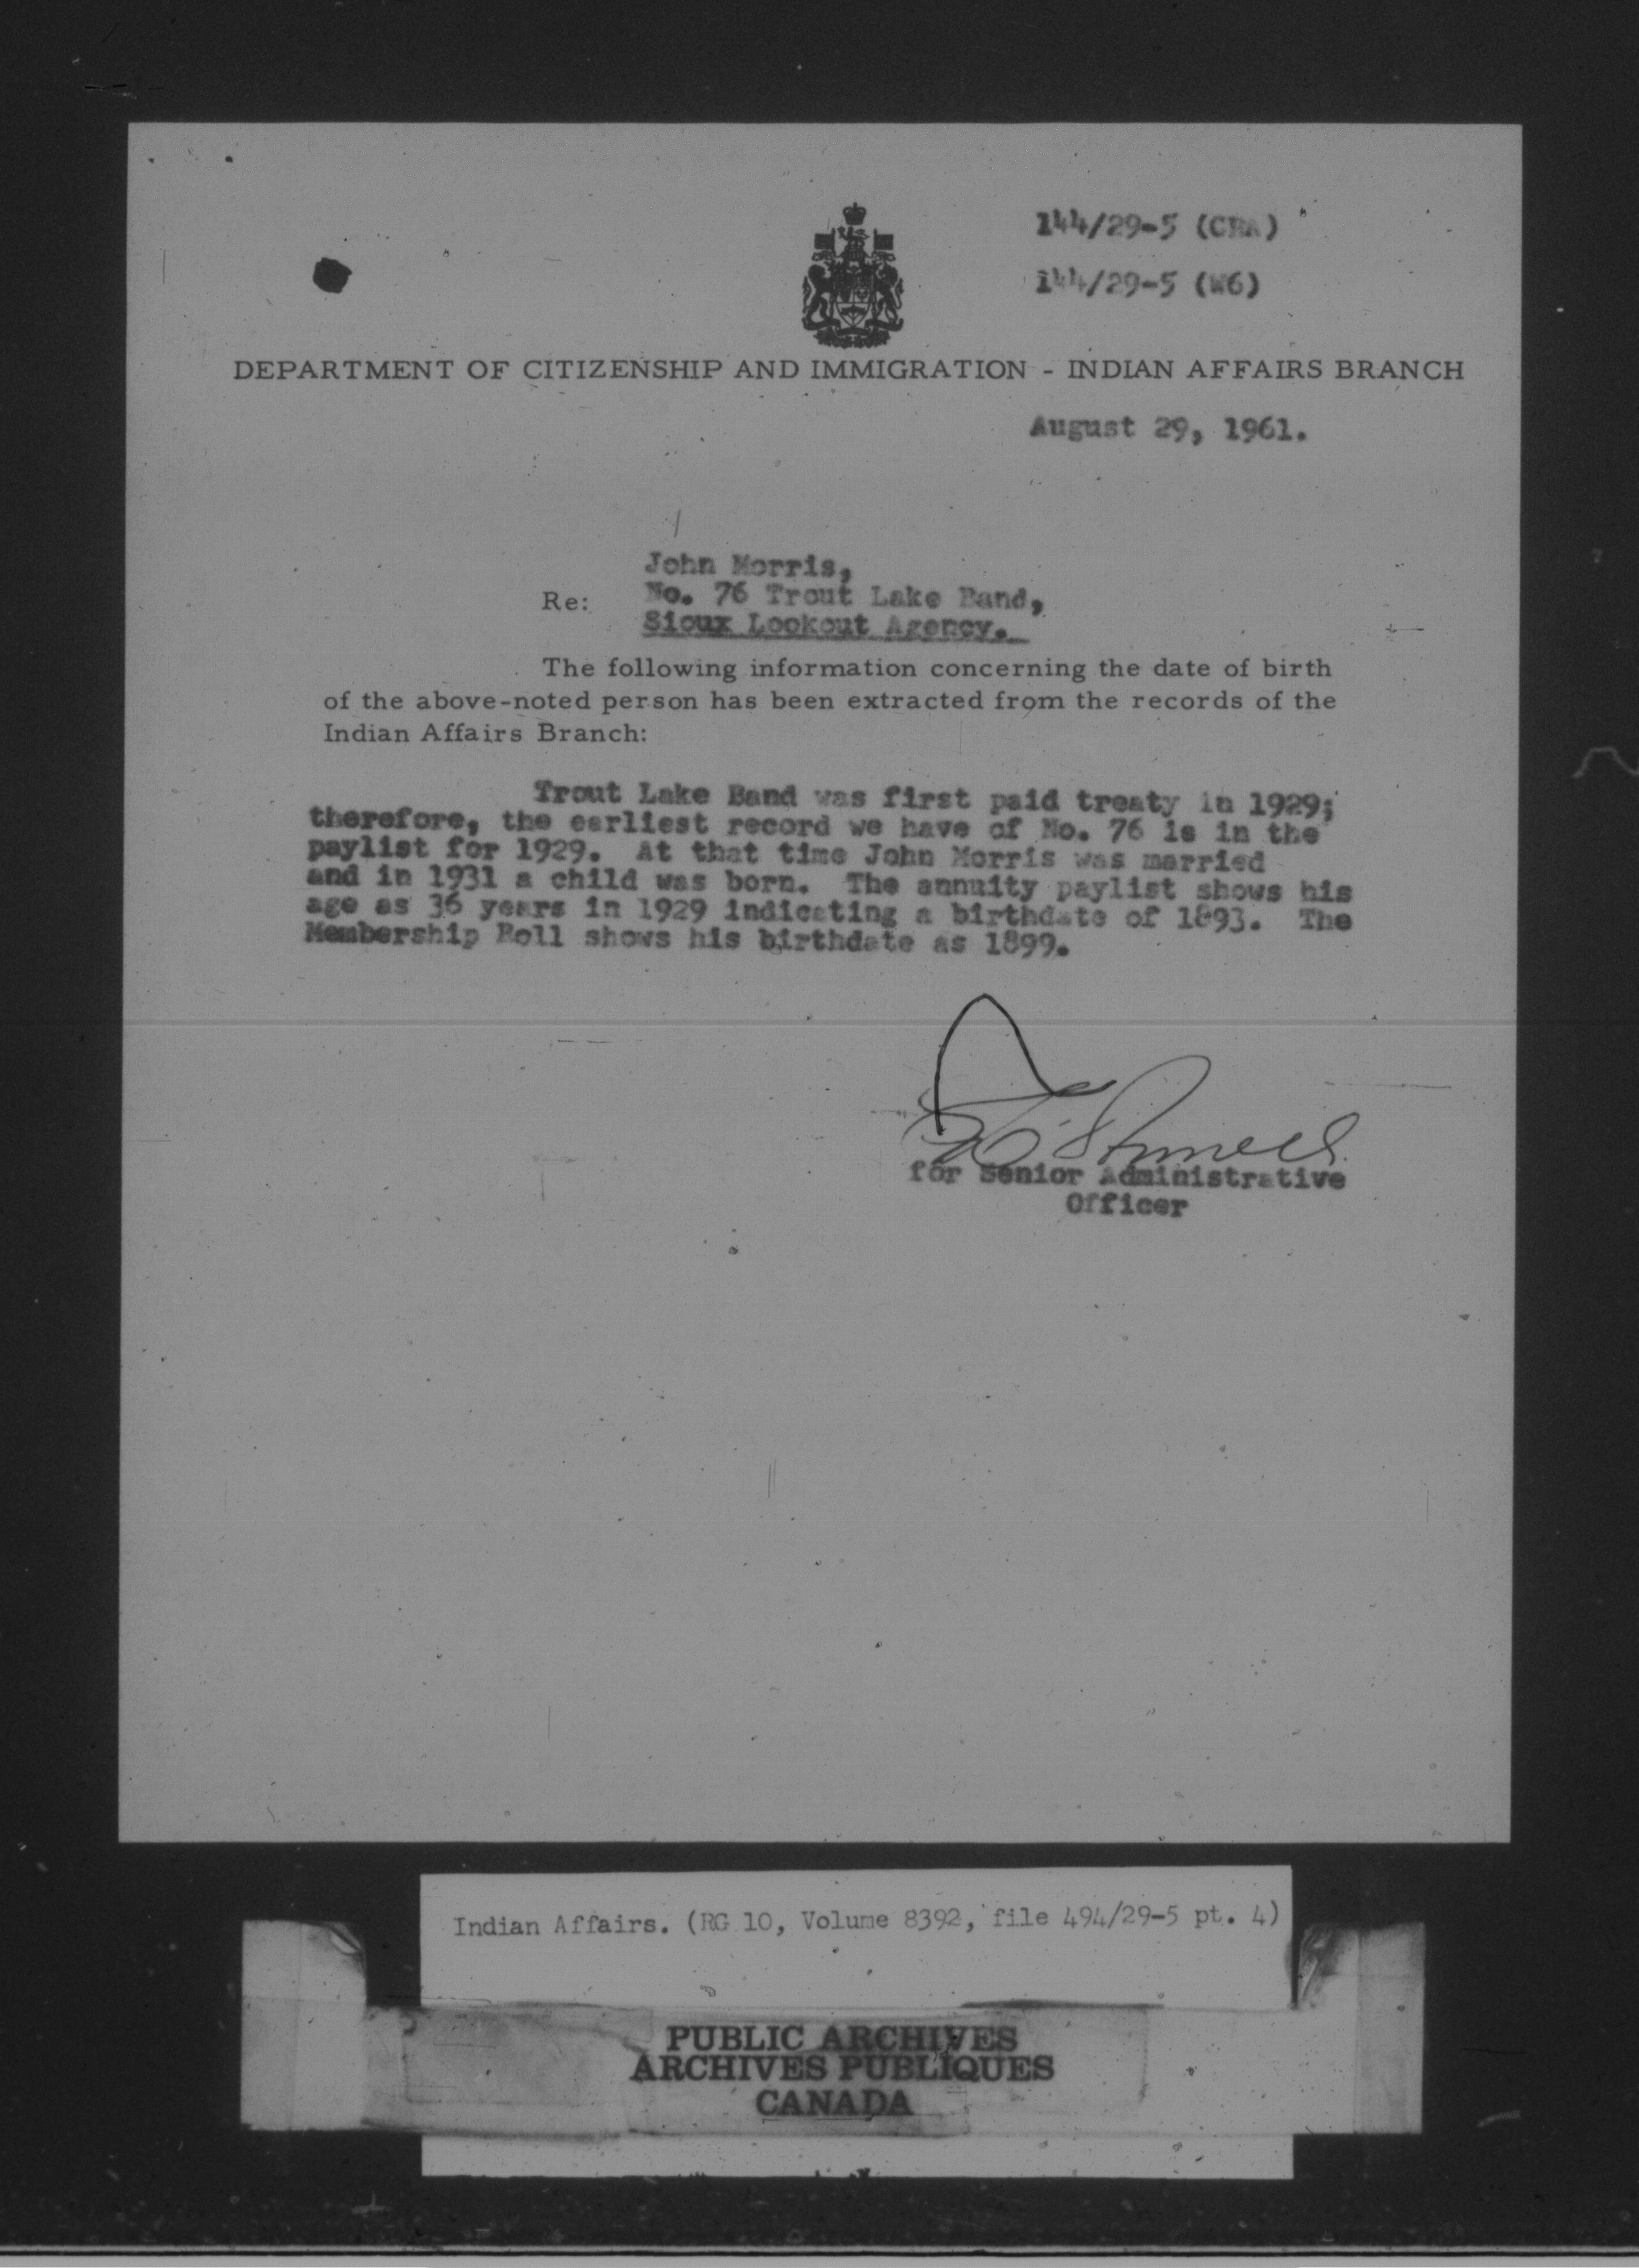 144/29-5 (CRA)
144/29-5 (W6)
DEPARTMENT OF CITIZENSHIP AND IMMIGRATION - INDIAN AFFAIRS BRANCH
August 29, 1961.
John Morris,
Re: No. 76 Trout Lake Band,
Sioux Lookout Agency.
The following information concerning the date of birth
of the above-noted person has been extracted from the records of the
Indian Affairs Branch:
Trout Lake Band was first paid treaty in 1929;
therefore, the earliest record we have of No. 76 is in the
paylist for 1929. At that time John Morris was married
and in 1931 a child was born. The annuity paylist shows his
age as 36 years in 1929 indicating a birthdate of 1893. The
Membership Roll shows his birthdate as 1899.
for Senior Administrative
Officer
Indian Affairs. (RG 10, Volume 8392, file 494/29-5 pt. 4)
PUBLIC ARCHIVES
ARCHIVES PUBLIQUES
CANADA